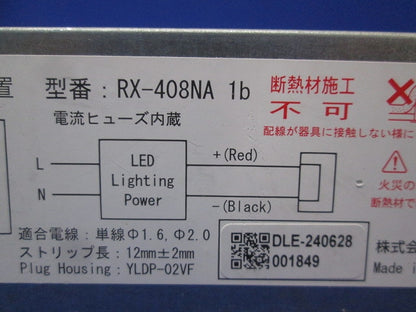 置
型番：RX-408NA 1b
電流ヒューズ内蔵
断熱材施工
不可
配線が器具に接触しない様に
L
N
LED
Lighting
Power
+(Red)
-(Black)
火災の
断熱材で
適合電線：単線Φ1.6,Φ2.0
ストリップ長：12mm±2mm
Plug Housing：YLDP-02VF
DLE-240628
001849
株式会
Made i